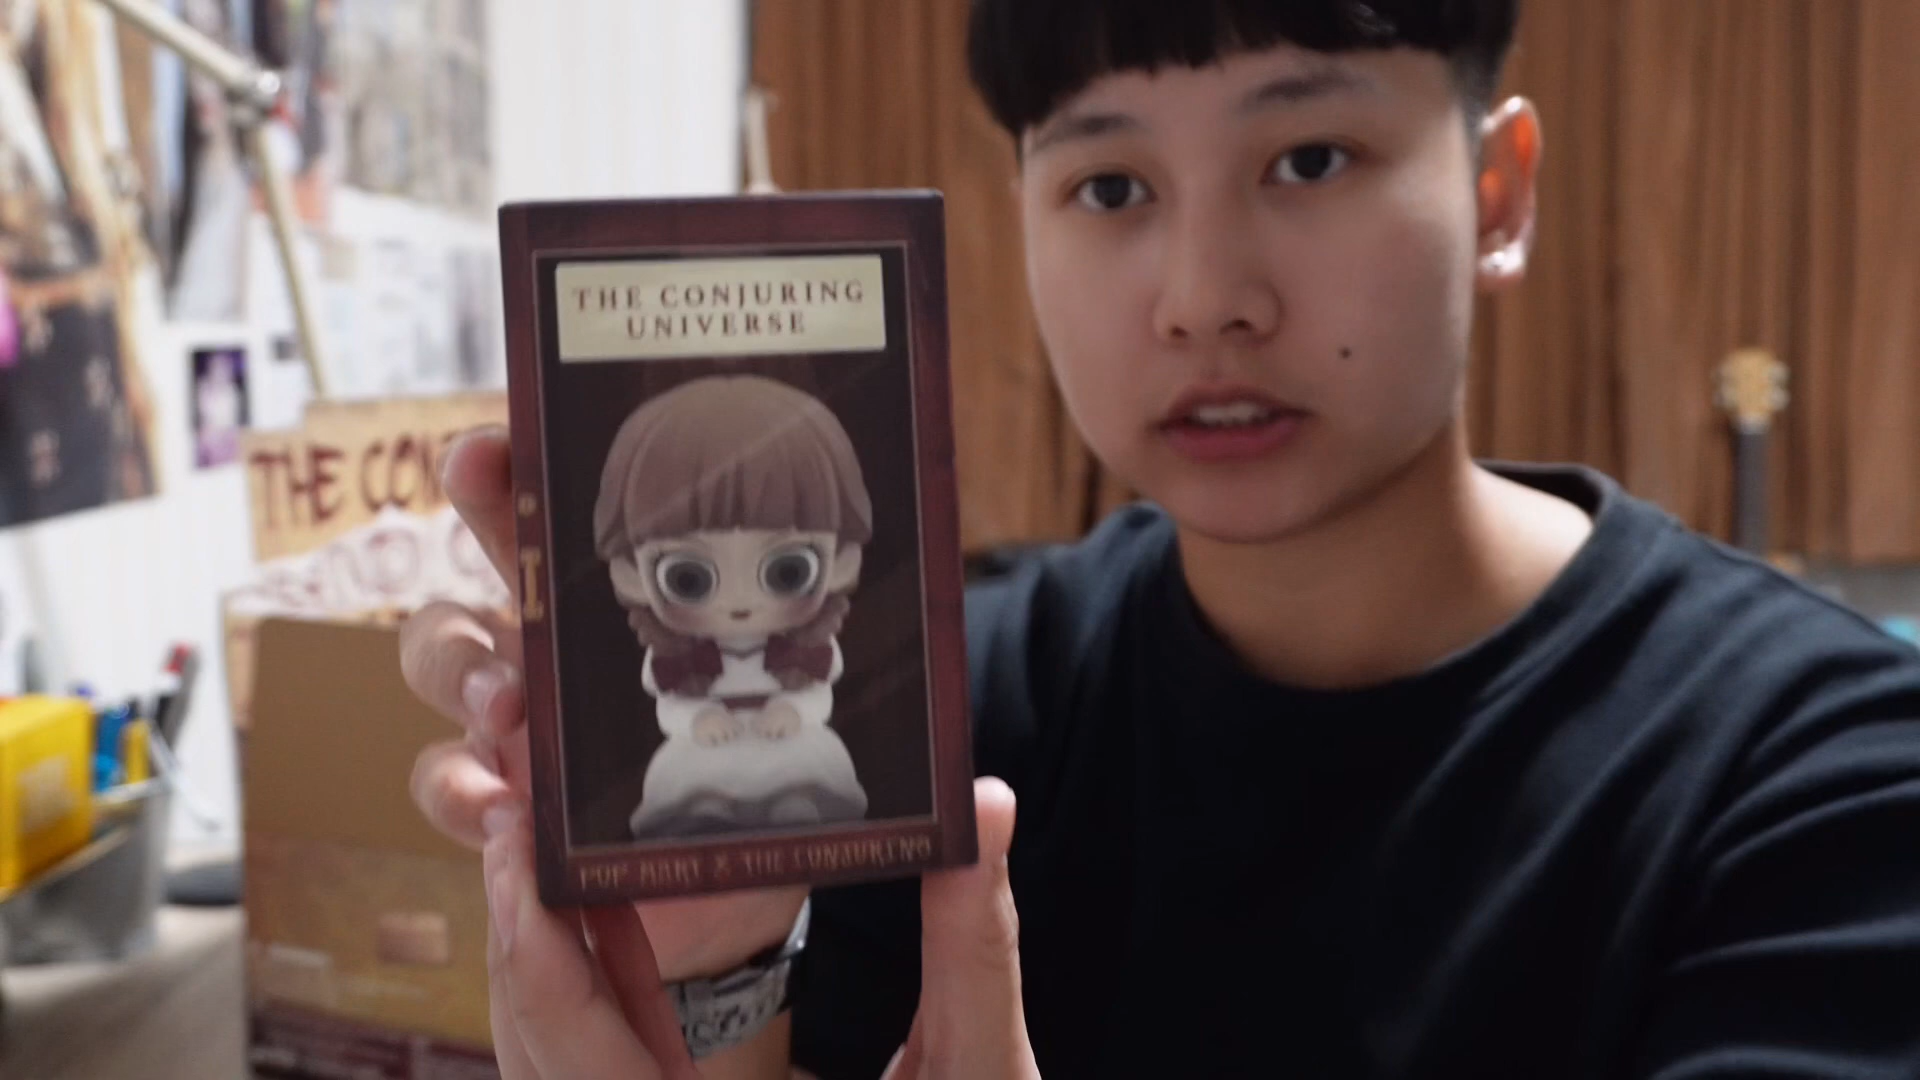 THE CONJURING
UNIVERSE
POP MART X THE CONJURING
THE CON